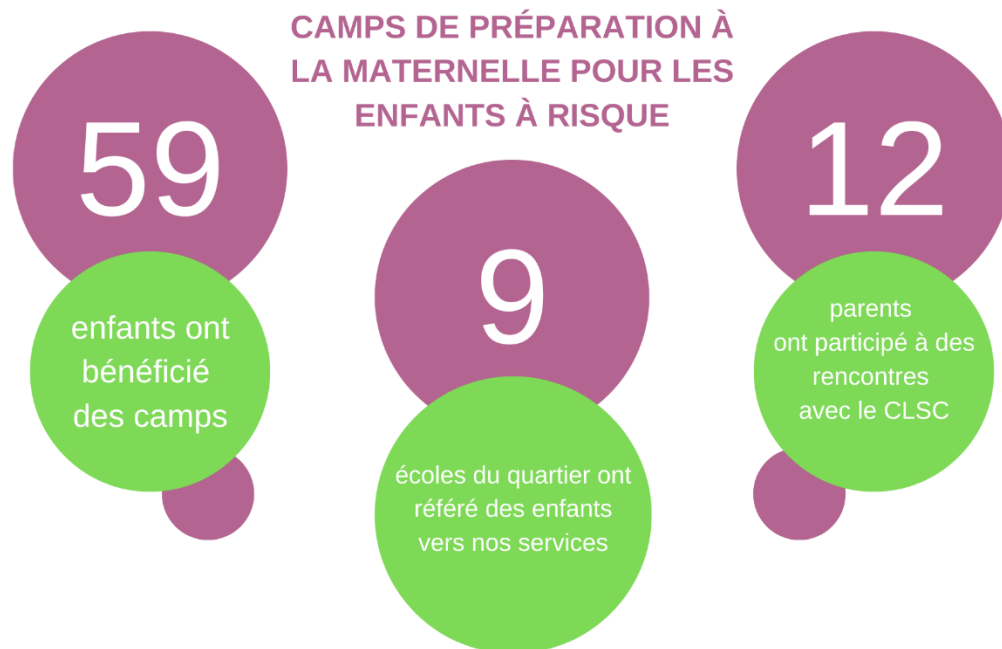 CAMPS DE PRÉPARATION À
LA MATERNELLE POUR LES
ENFANTS À RISQUE
59
enfants ont
bénéficié
des camps
9
écoles du quartier ont
référé des enfants
vers nos services
12
parents
ont participé à des
rencontres
avec le CLSC